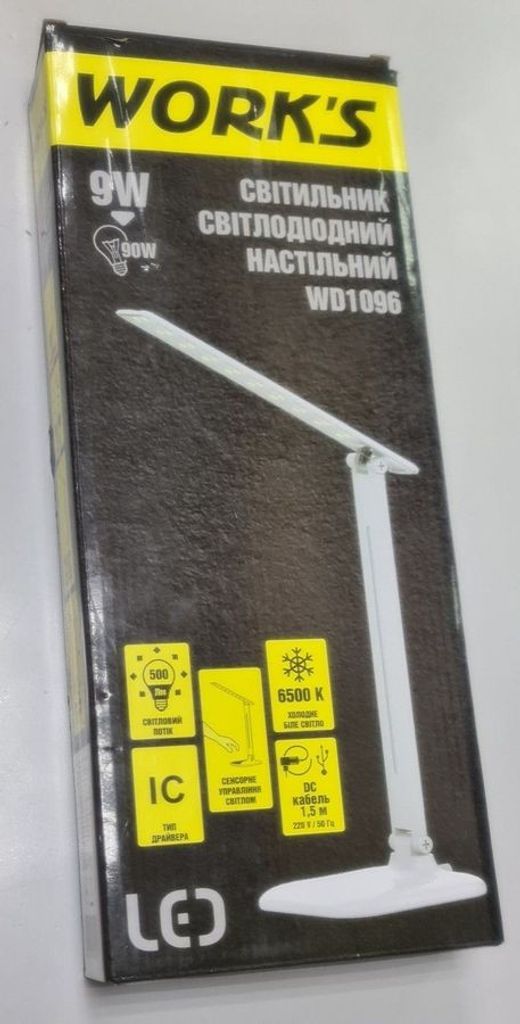 WORK'S
9W
90W
СВІТИЛЬНИК
СВІТЛОДІОДНИЙ
НАСТІЛЬНИЙ
WD1096
500
Лм
СВІТЛОВИЙ
ПОТІК
СЕНСОРНЕ
УПРАВЛІННЯ
СВІТЛОМ
6500 K
ХОЛОДНЕ
БІЛЕ СВІТЛО
IC
ТИП
ДРАЙВЕРА
DC
кабель
1,5 м
220 V / 50 Гц
LED